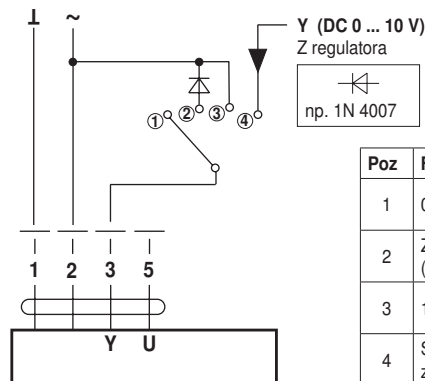 ⊥ ~
Y (DC 0 ... 10 V)
Z regulatora
np. 1N 4007
① ② ③ ④
1 2 3 5
Y U
Poz
1
2
3
4